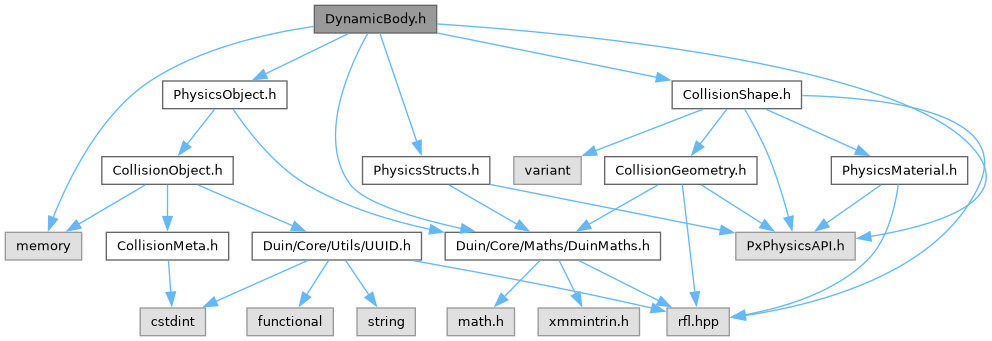 DynamicBody.h
PhysicsObject.h
CollisionShape.h
CollisionObject.h
PhysicsStructs.h
variant
CollisionGeometry.h
PhysicsMaterial.h
memory
CollisionMeta.h
Duin/Core/Utils/UUID.h
Duin/Core/Maths/DuinMaths.h
PxPhysicsAPI.h
cstdint
functional
string
math.h
xmmintrin.h
rfl.hpp